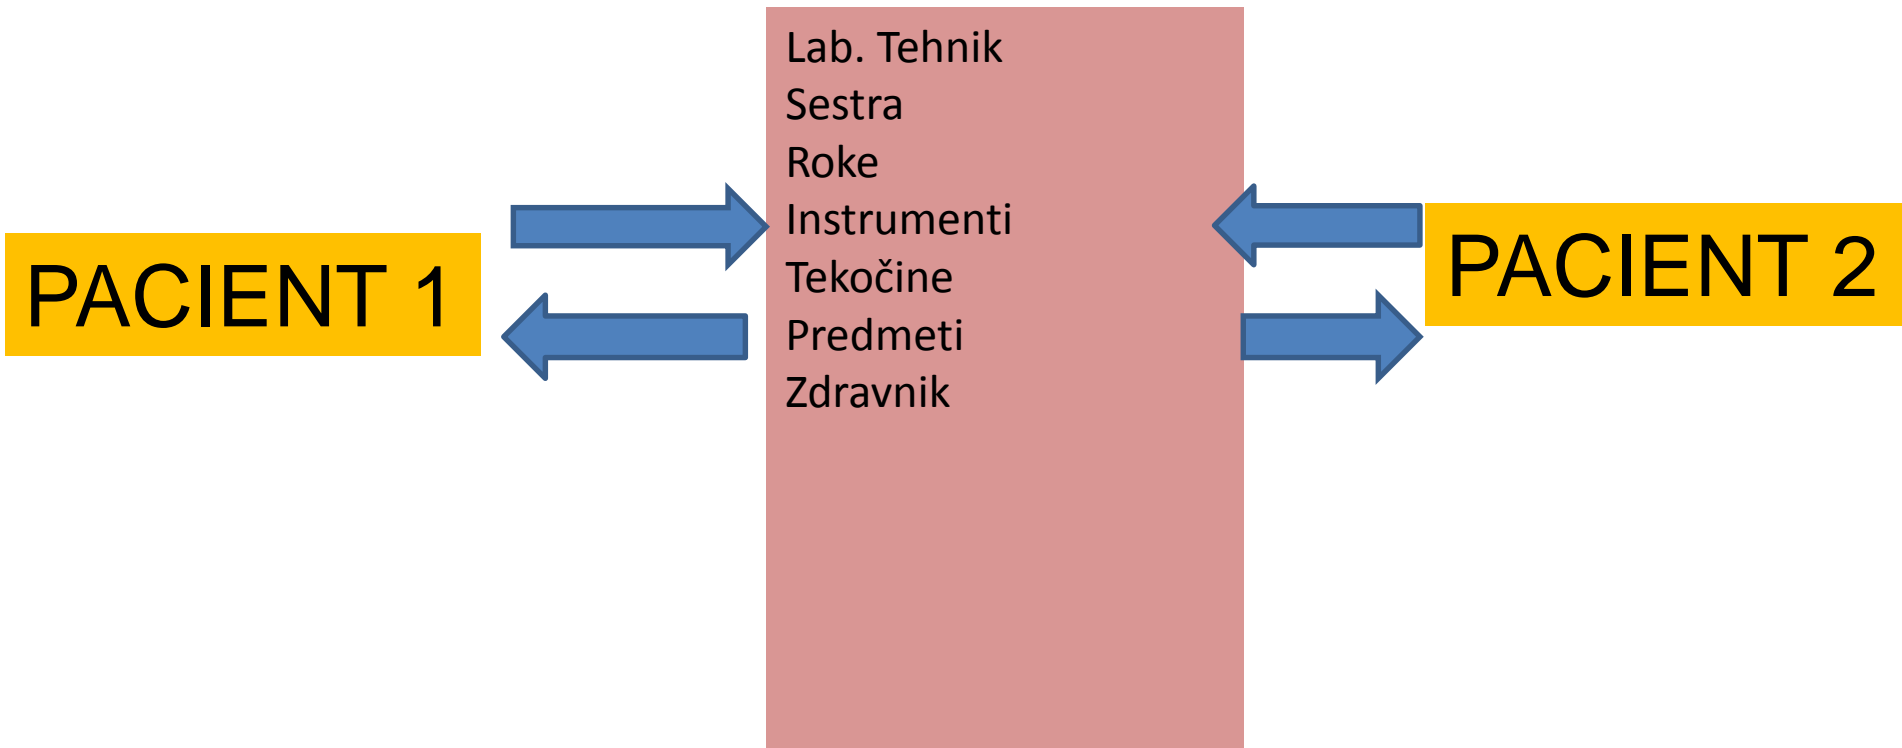 PACIENT 1
Lab. Tehnik
Sestra
Roke
Instrumenti
Tekočine
Predmeti
Zdravnik
PACIENT 2